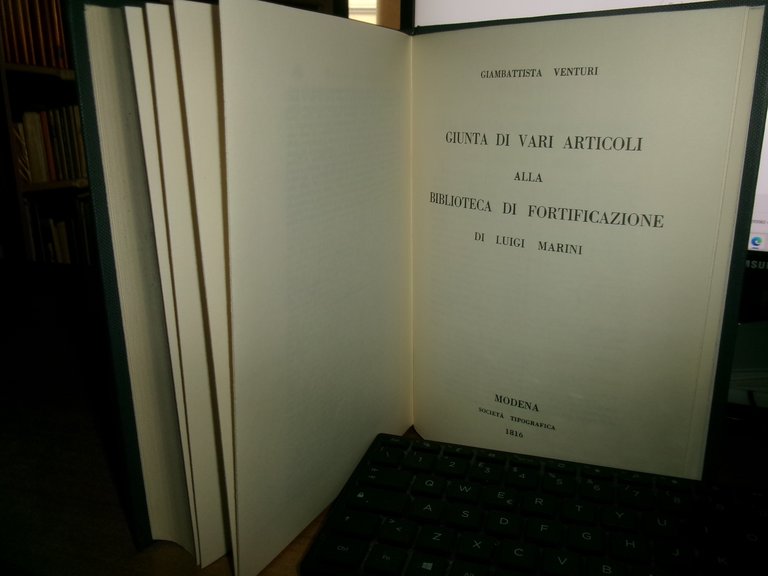 GIAMBATTISTA VENTURI
GIUNTA DI VARI ARTICOLI
ALLA
BIBLIOTECA DI FORTIFICAZIONE
DI LUIGI MARINI
MODENA
SOCIETÀ TIPOGRAFICA
1816
Q W E R T Y U
A S D F G H J
Z X C V B